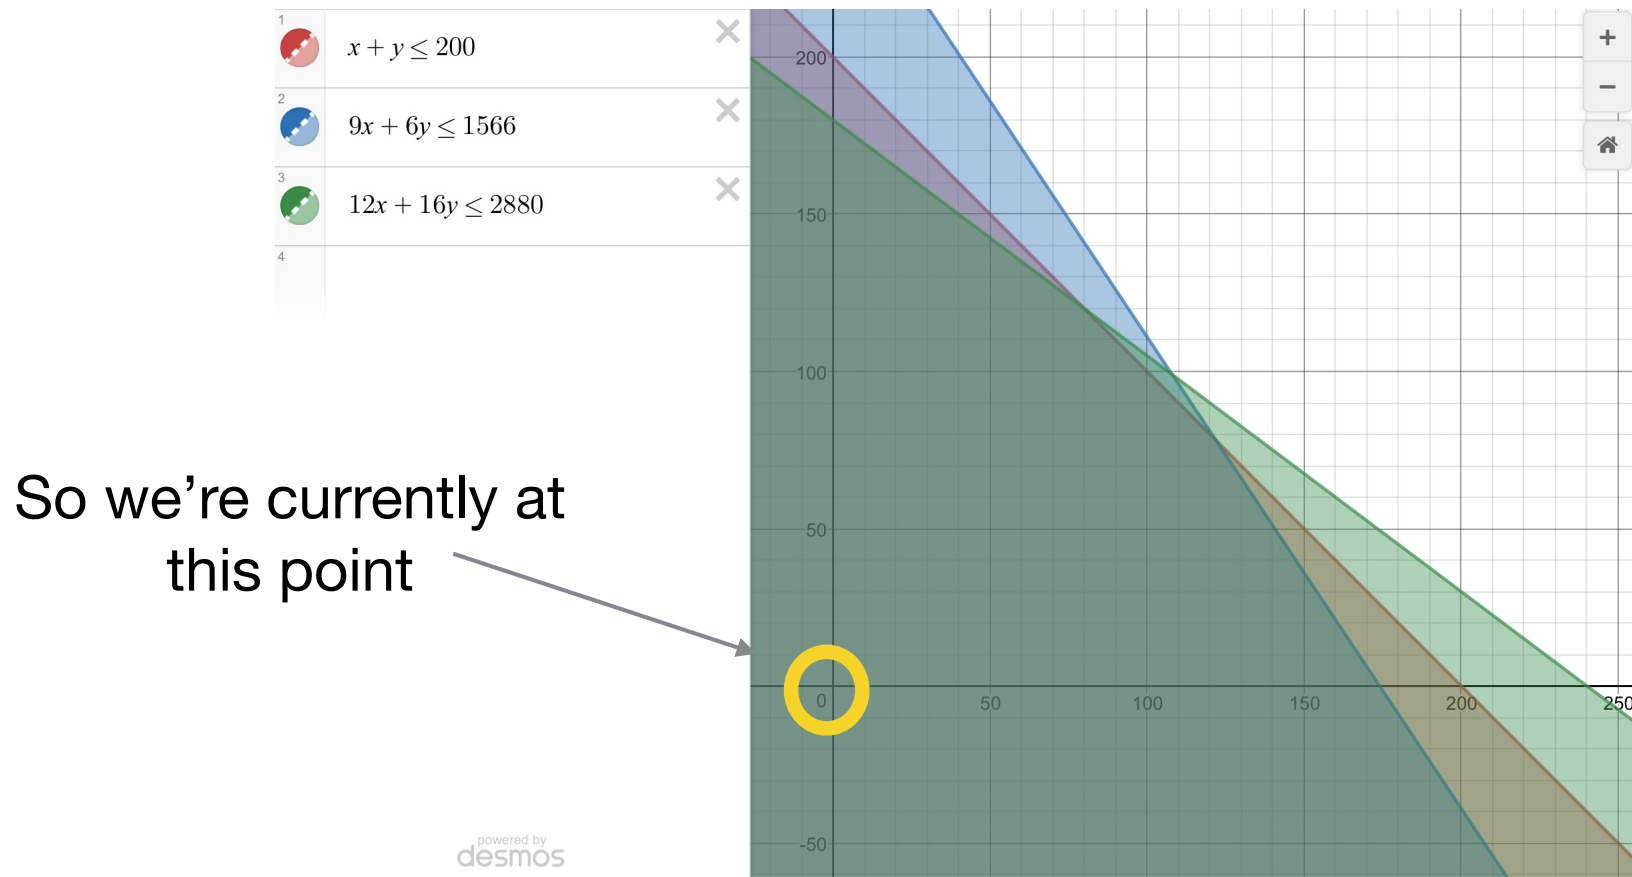 1
x + y ≤ 200
2
9x + 6y ≤ 1566
3
12x + 16y ≤ 2880
4
So we’re currently at
this point
powered by
desmos
200
150
100
50
0
50
100
150
200
250
-50
+
−